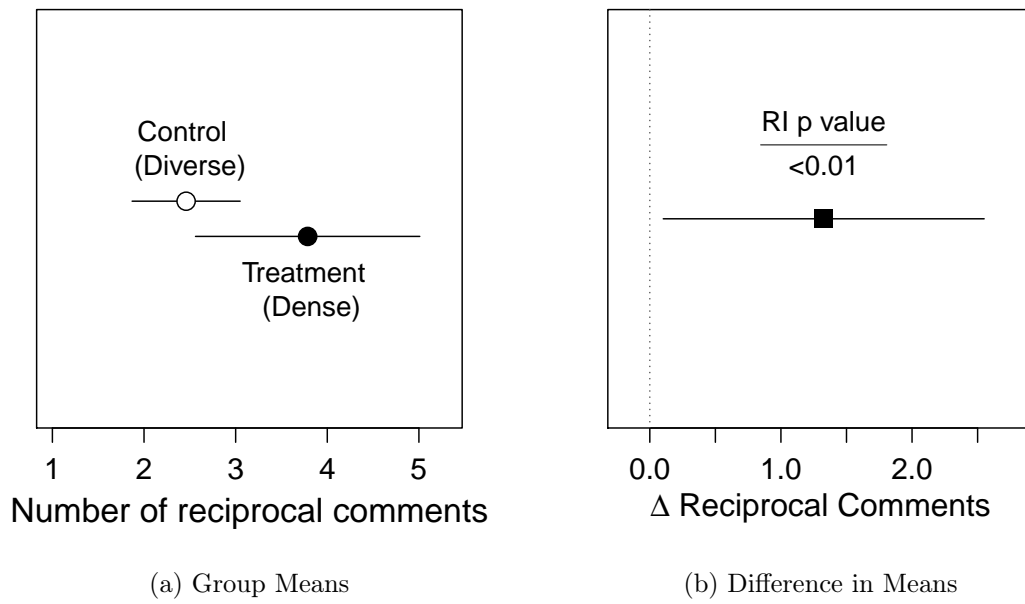 Control
(Diverse)
Treatment
(Dense)
1 2 3 4 5
Number of reciprocal comments
(a) Group Means
RI p value
<0.01
0.0 1.0 2.0
Δ Reciprocal Comments
(b) Difference in Means